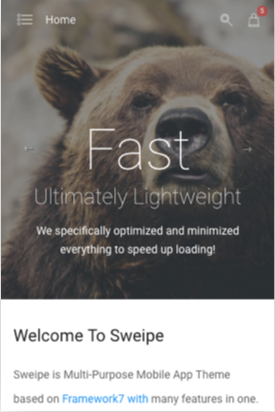 Home
5
Fast
Ultimately Lightweight
We specifically optimized and minimized
everything to speed up loading!
Welcome To Sweipe
Sweipe is Multi-Purpose Mobile App Theme
based on Framework7 with many features in one.